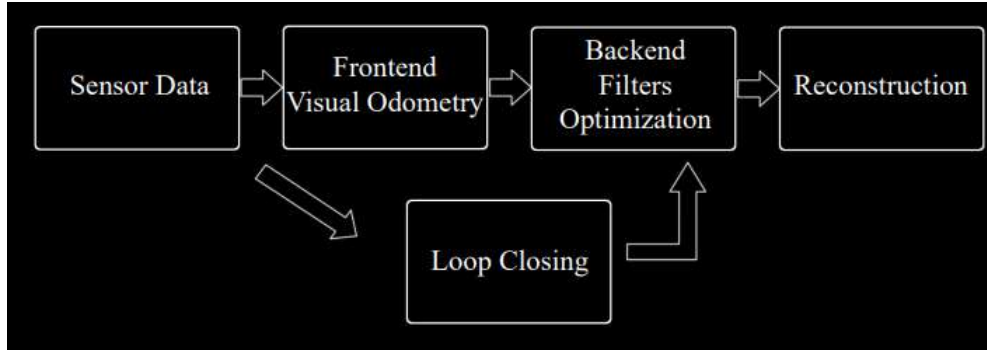 Sensor Data
Frontend
Visual Odometry
Backend
Filters
Optimization
Reconstruction
Loop Closing